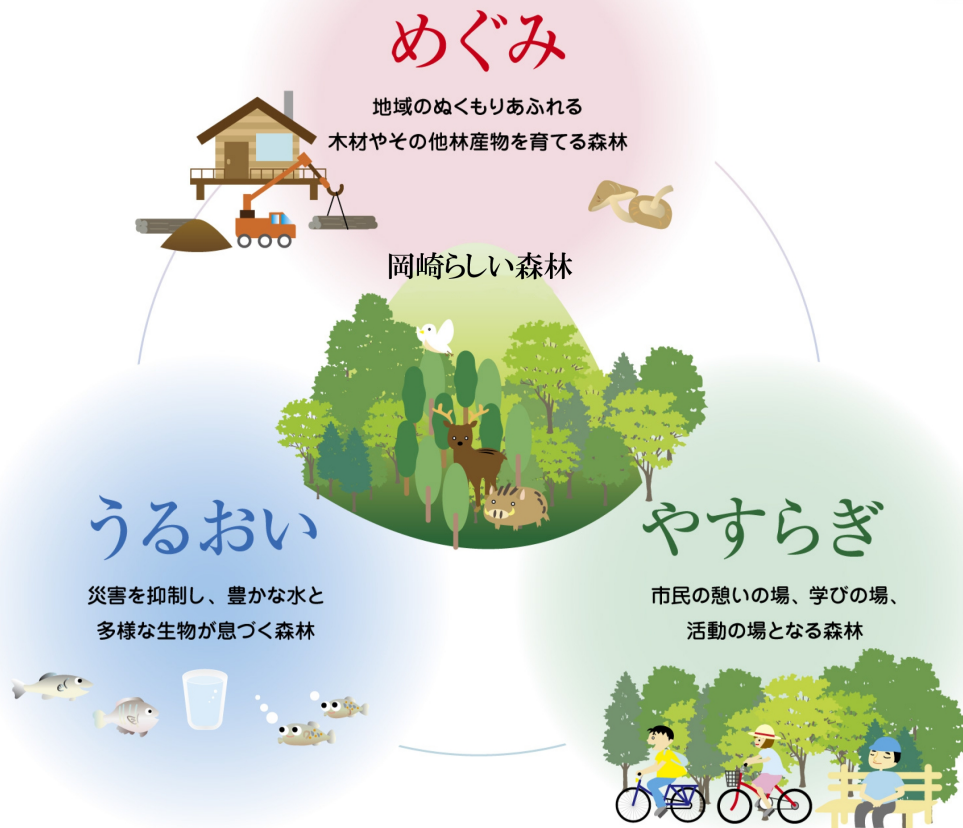 めぐみ
地域のぬくもりあふれる
木材やその他林産物を育てる森林
岡崎らしい森林
うるおい
災害を抑制し、豊かな水と
多様な生物が息づく森林
やすらぎ
市民の憩いの場、学びの場、
活動の場となる森林